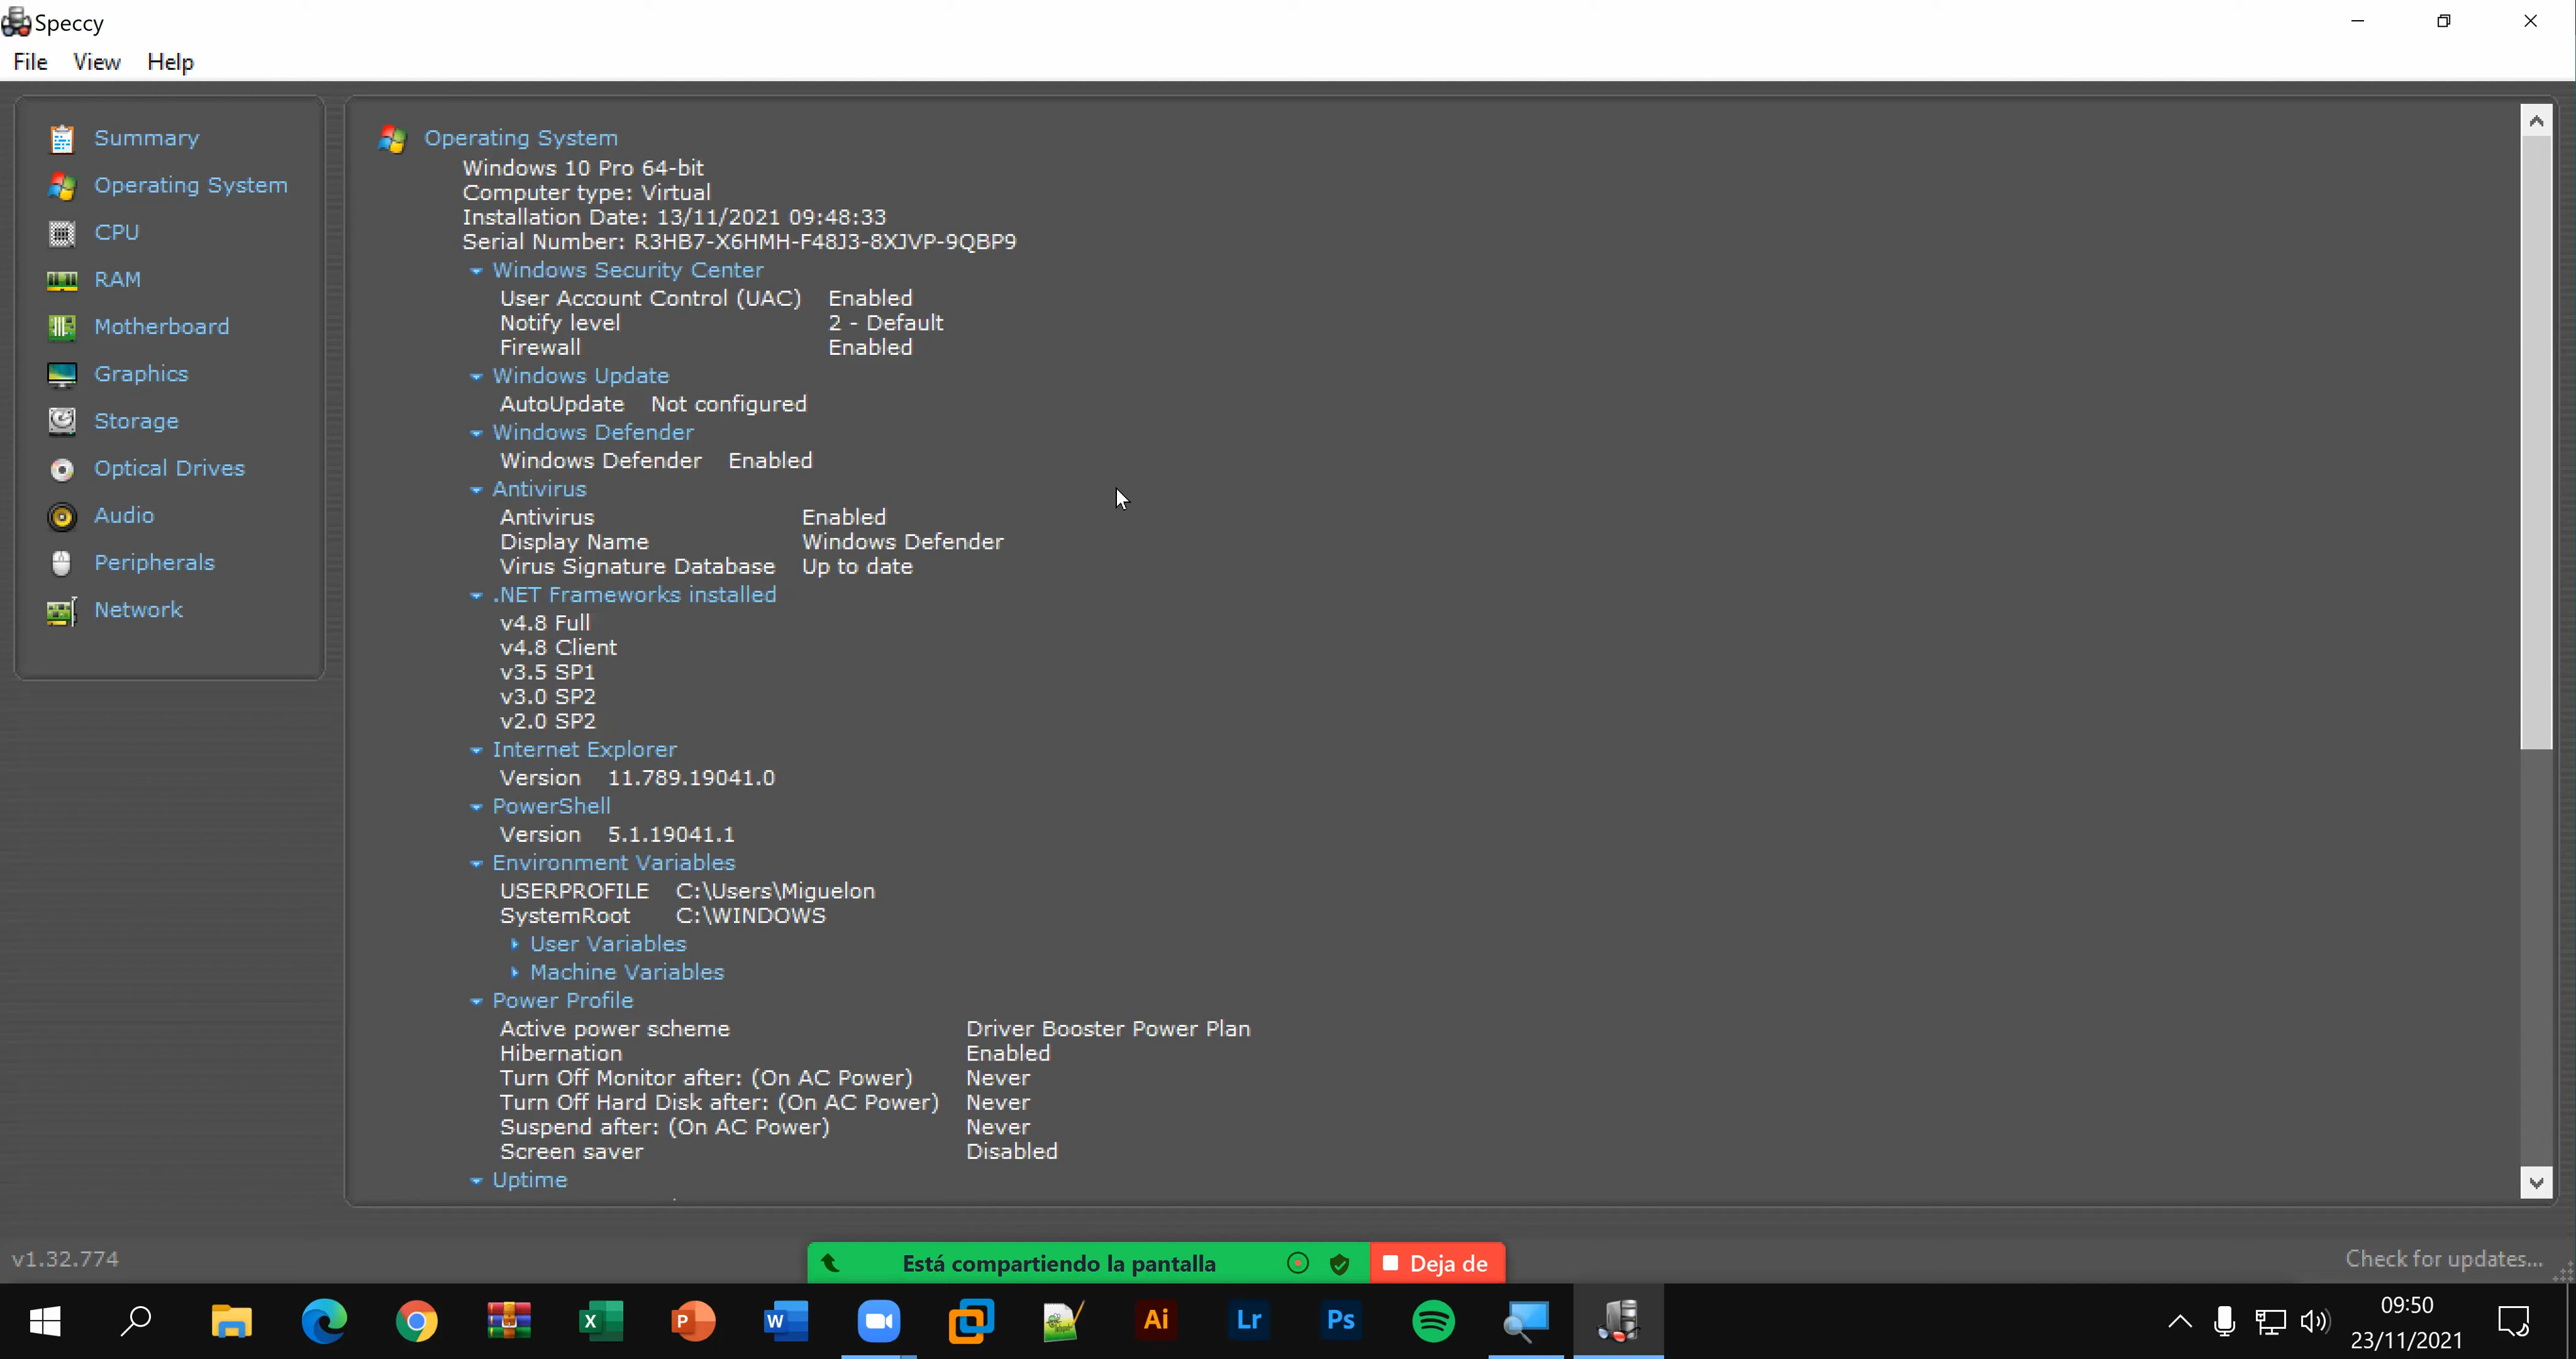 Speccy
File View Help
Summary
Operating System
CPU
RAM
Motherboard
Graphics
Storage
Optical Drives
Audio
Peripherals
Network
Operating System
Windows 10 Pro 64-bit
Computer type: Virtual
Installation Date: 13/11/2021 09:48:33
Serial Number: R3HB7-X6HMH-F48J3-8XJVP-9QBP9
Windows Security Center
User Account Control (UAC) Enabled
Notify level 2 - Default
Firewall Enabled
Windows Update
AutoUpdate Not configured
Windows Defender
Windows Defender Enabled
Antivirus
Antivirus Enabled
Display Name Windows Defender
Virus Signature Database Up to date
.NET Frameworks installed
v4.8 Full
v4.8 Client
v3.5 SP1
v3.0 SP2
v2.0 SP2
Internet Explorer
Version 11.789.19041.0
PowerShell
Version 5.1.19041.1
Environment Variables
USERPROFILE C:\Users\Miguelon
SystemRoot C:\WINDOWS
User Variables
Machine Variables
Power Profile
Active power scheme Driver Booster Power Plan
Hibernation Enabled
Turn Off Monitor after: (On AC Power) Never
Turn Off Hard Disk after: (On AC Power) Never
Suspend after: (On AC Power) Never
Screen saver Disabled
Uptime
v1.32.774
Está compartiendo la pantalla
Deja de
Check for updates...
Ai
Lr
Ps
09:50
23/11/2021